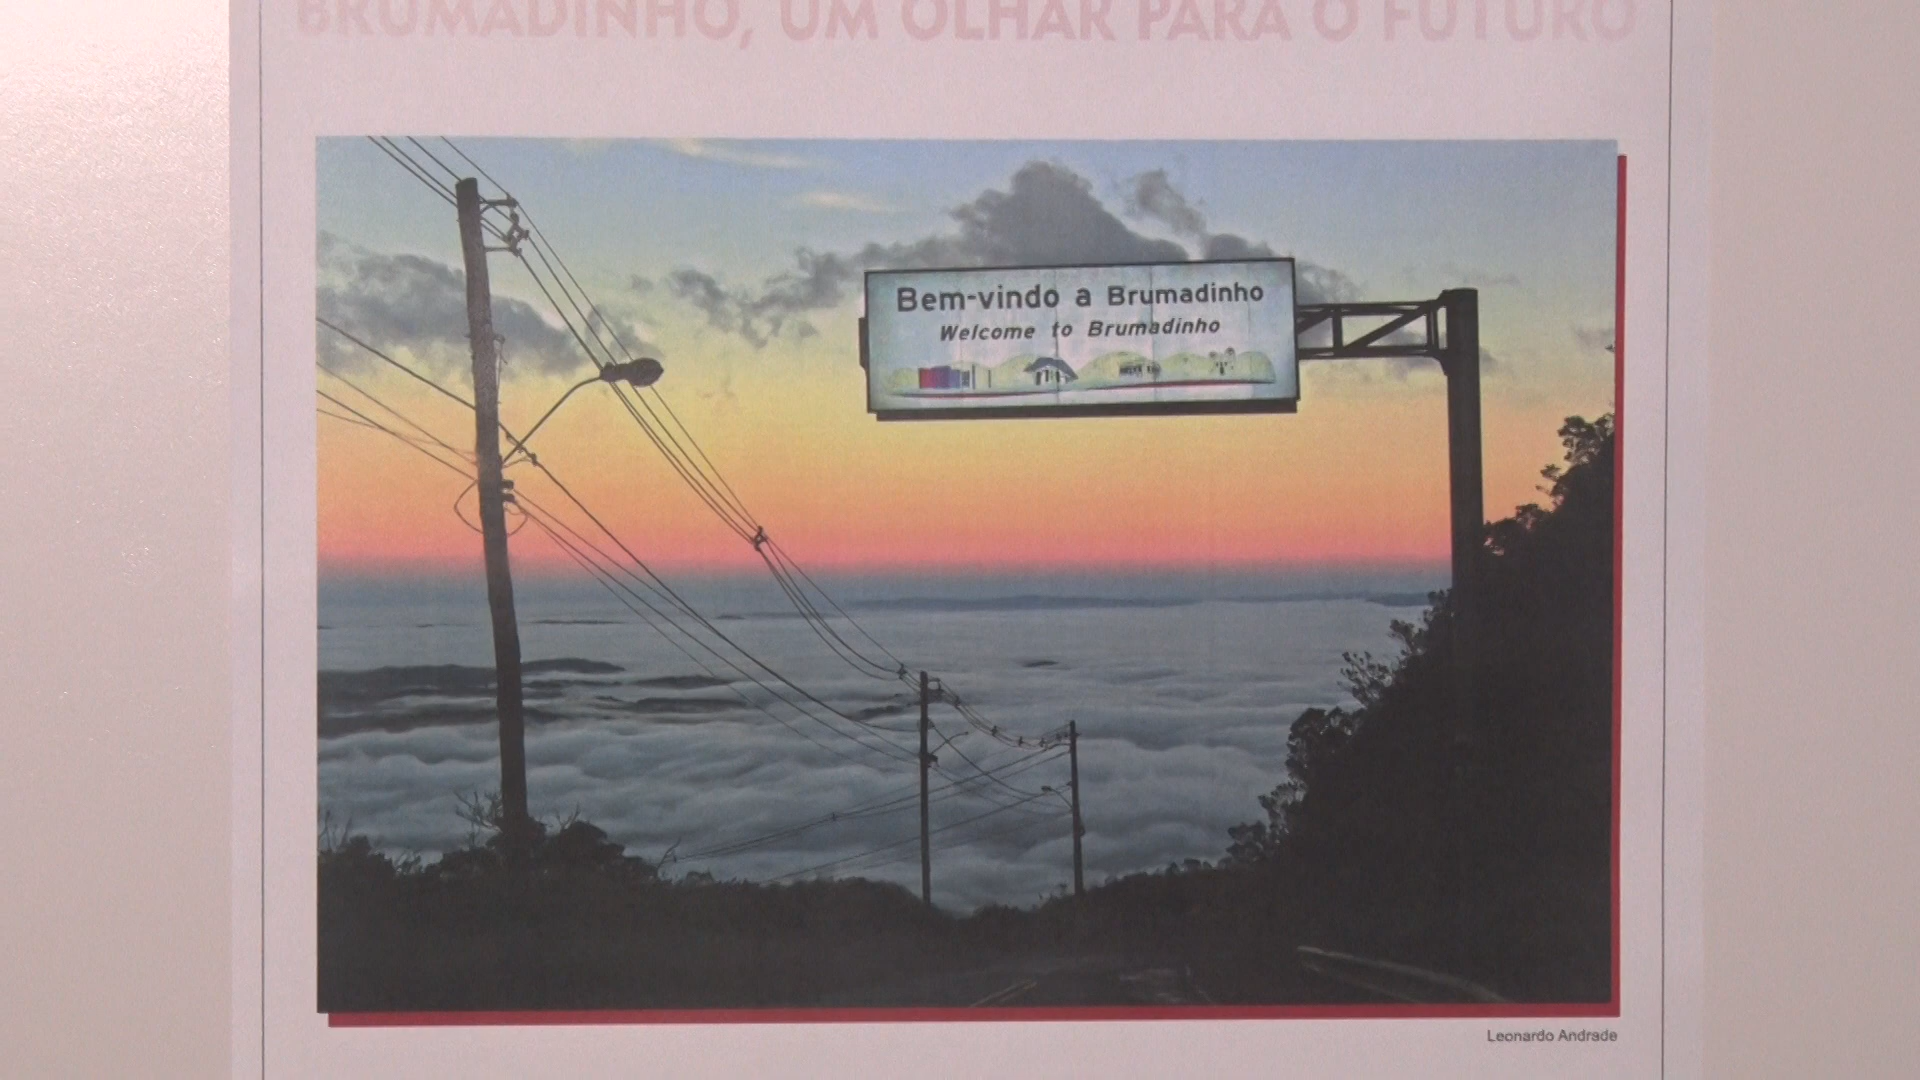 BRUMADINHO, UM OLHAR PARA O FUTURO
Bem-vindo a Brumadinho
Welcome to Brumadinho
Leonardo Andrade